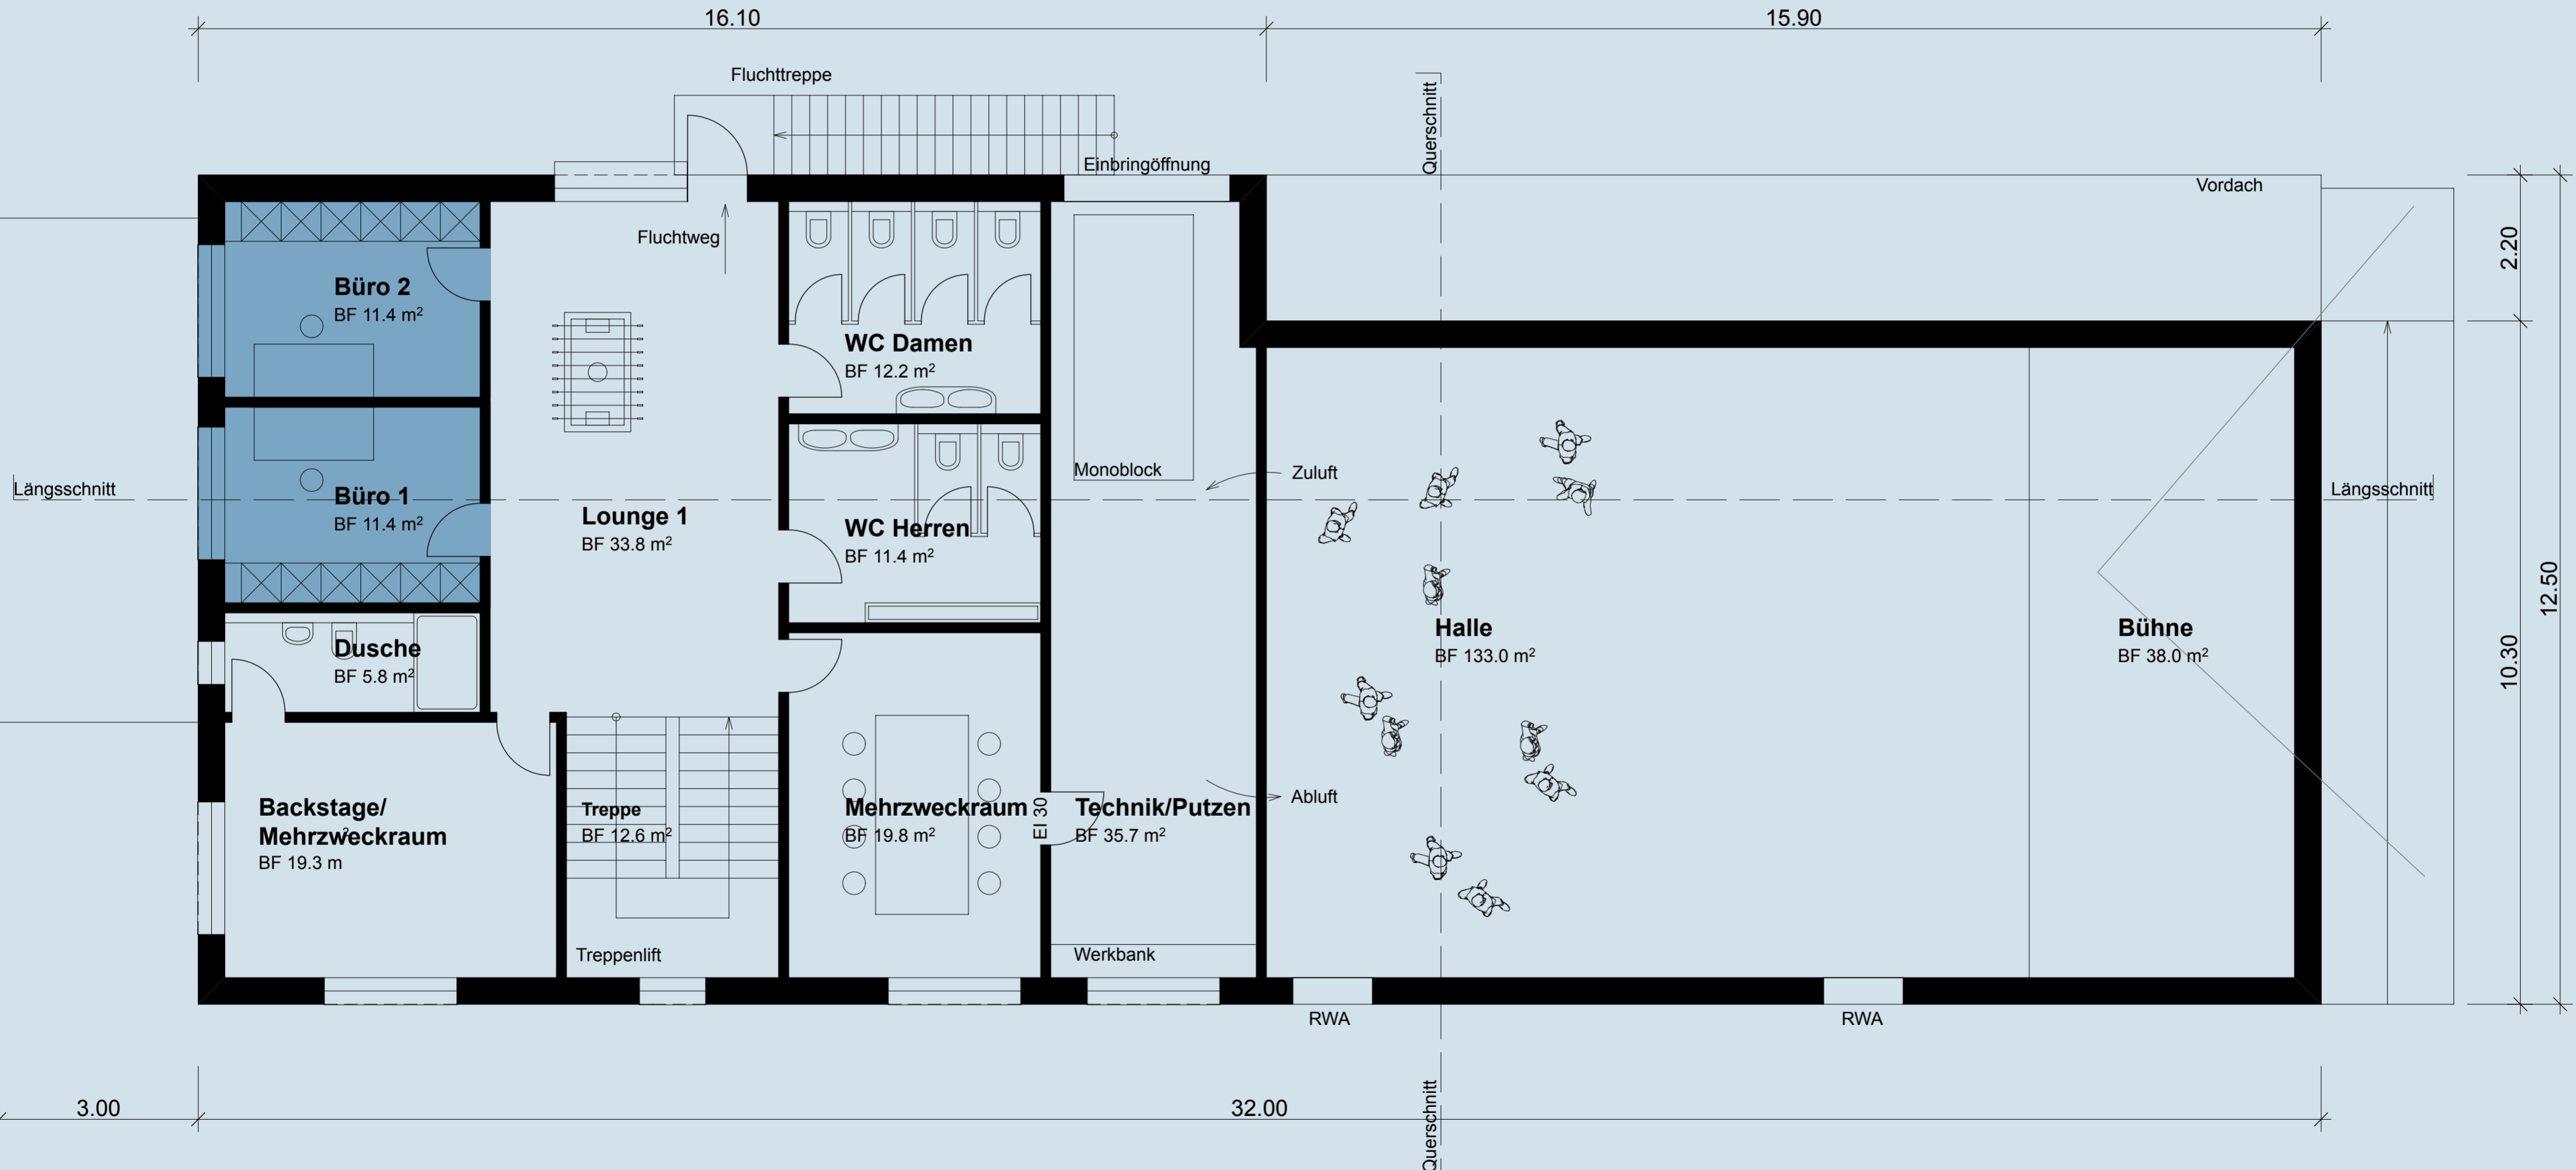 16.10
15.90
Fluchttreppe
Querschnitt
Einbringöffnung
Vordach
Fluchtweg
2.20
Büro 2
BF 11.4 m²
WC Damen
BF 12.2 m²
Monoblock
Zuluft
Längsschnitt
Längsschnitt
Büro 1
BF 11.4 m²
Lounge 1
BF 33.8 m²
WC Herren
BF 11.4 m²
12.50
Halle
BF 133.0 m²
Bühne
BF 38.0 m²
10.30
Dusche
BF 5.8 m²
Abluft
Backstage/
Mehrzweckraum
2
BF 19.3 m
Treppe
BF 12.6 m²
Mehrzweckraum
BF 19.8 m²
EI 30
Technik/Putzen
BF 35.7 m²
Treppenlift
Werkbank
RWA
RWA
3.00
32.00
Querschnitt